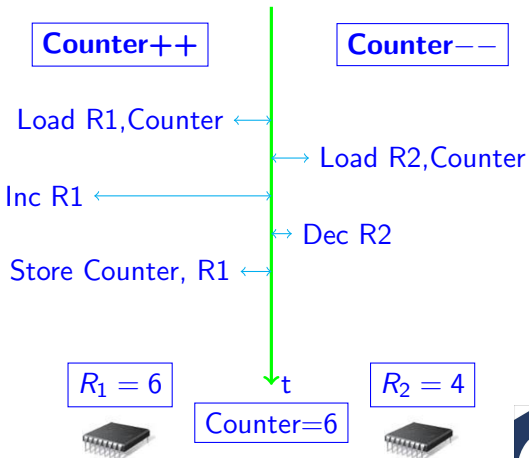 Counter++
Counter−−
Load R1,Counter
Load R2,Counter
Inc R1
Dec R2
Store Counter, R1
t
R₁ = 6
R₂ = 4
Counter=6